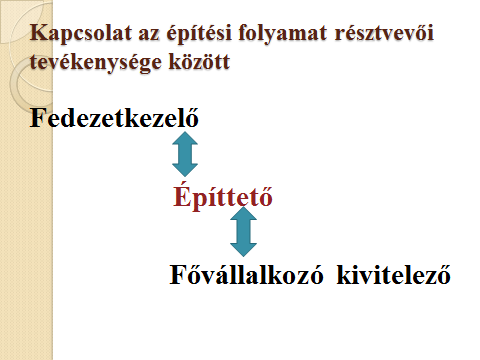 Kapcsolat az építési folyamat résztvevői
tevékenysége között
Fedezetkezelő
Építtető
Fővállalkozó kivitelező